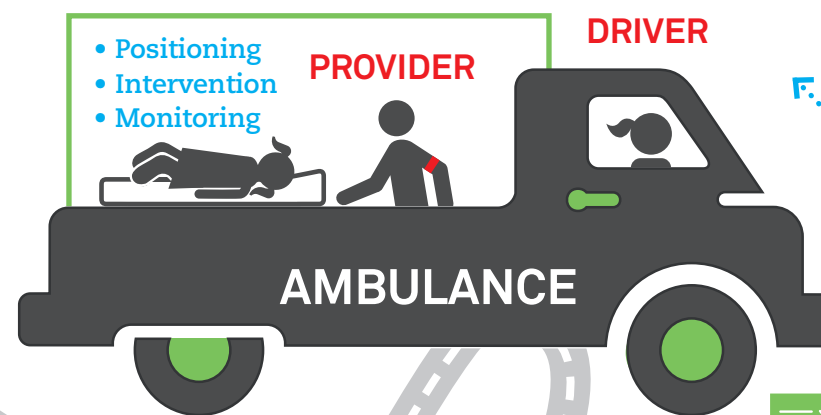 • Positioning
• Intervention
• Monitoring
PROVIDER
DRIVER
AMBULANCE